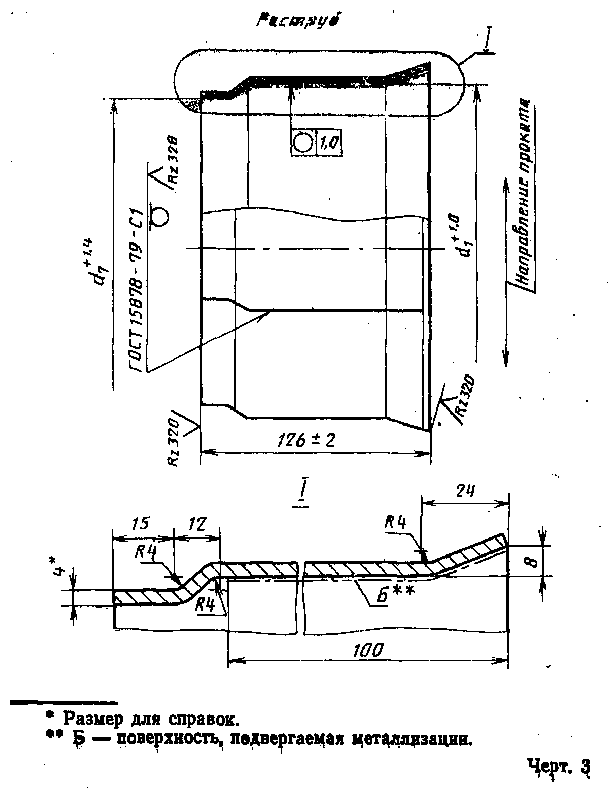 Раструб
I
1,0
Rz 320
ГОСТ 15878-79-С1
d₇+1,4
d₁+1,8
Направление проката
Rz 320
Rz 320
126 ± 2
I
24
15
12
R4
R4
R4
4*
8
Б**
100
* Размер для справок.
** Б — поверхность, подвергаемая металлизации.
Черт. 3